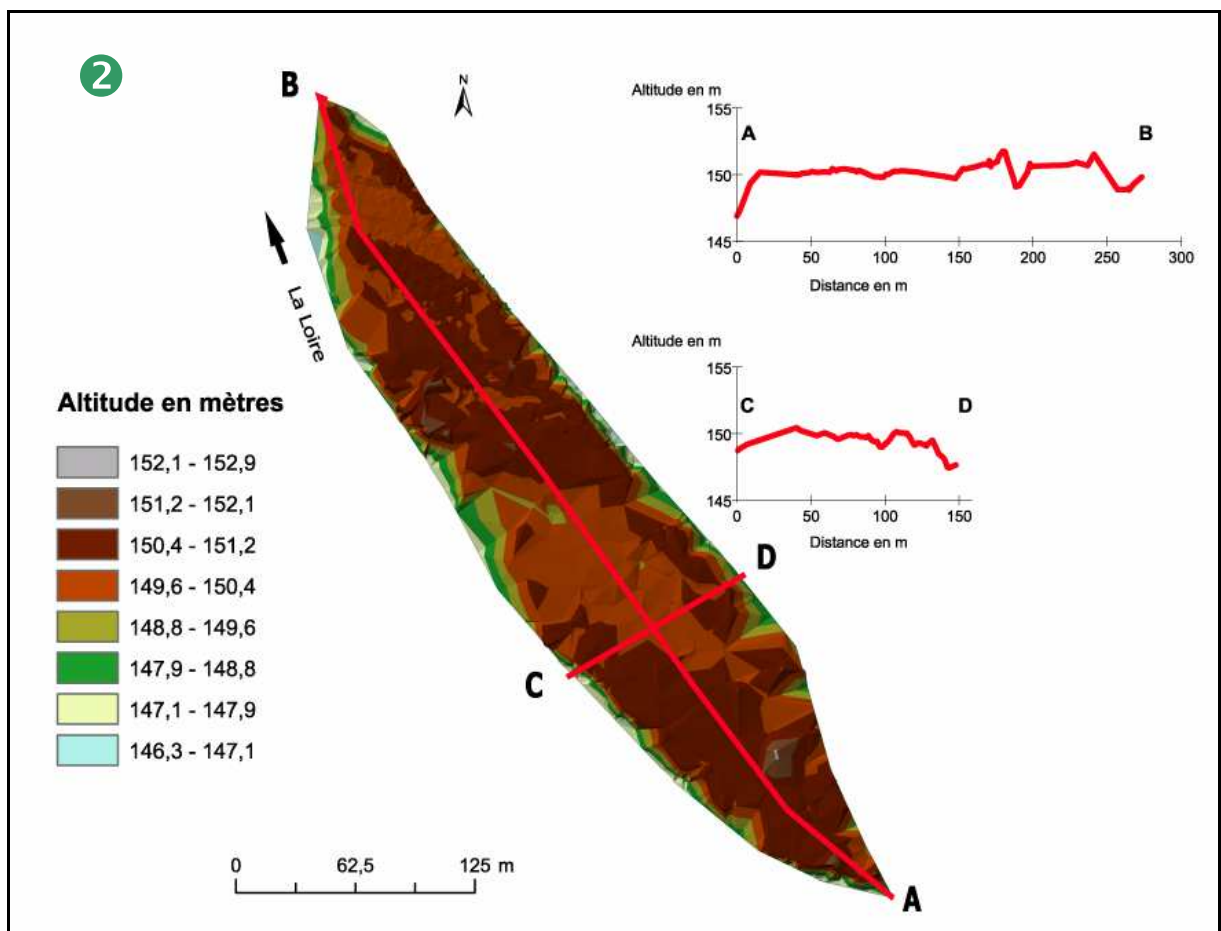 2
B
N
La Loire
Altitude en m
155
150
145
A
B
0 50 100 150 200 250 300
Distance en m
Altitude en m
155
150
145
C
D
0 50 100 150
Distance en m
Altitude en mètres
152,1 - 152,9
151,2 - 152,1
150,4 - 151,2
149,6 - 150,4
148,8 - 149,6
147,9 - 148,8
147,1 - 147,9
146,3 - 147,1
D
C
A
0 62,5 125 m